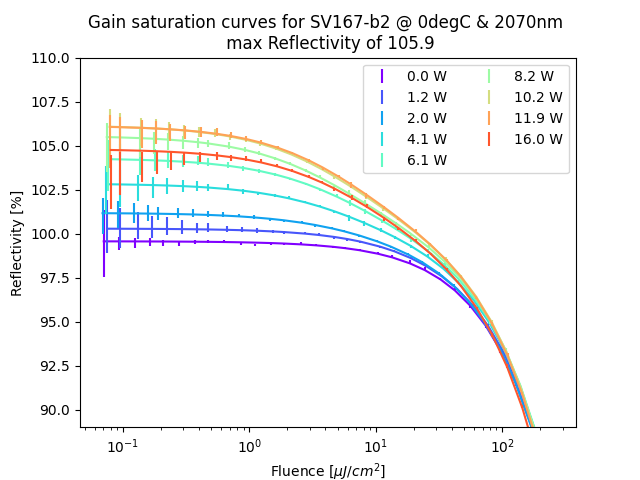 Gain saturation curves for SV167-b2 @ 0degC & 2070nm
max Reflectivity of 105.9
110.0
107.5
105.0
102.5
100.0
97.5
95.0
92.5
90.0
Reflectivity [%]
0.0 W
1.2 W
2.0 W
4.1 W
6.1 W
8.2 W
10.2 W
11.9 W
16.0 W
10⁻¹
10⁰
10¹
10²
Fluence [μJ/cm²]